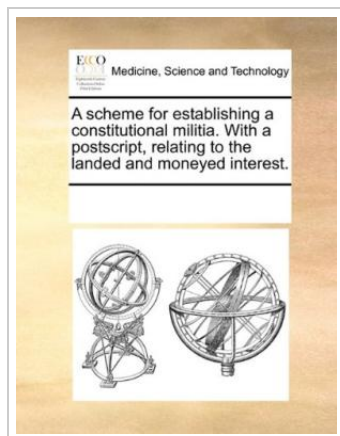 ECCO
Medicine, Science and Technology
A scheme for establishing a
constitutional militia. With a
postscript, relating to the
landed and moneyed interest.